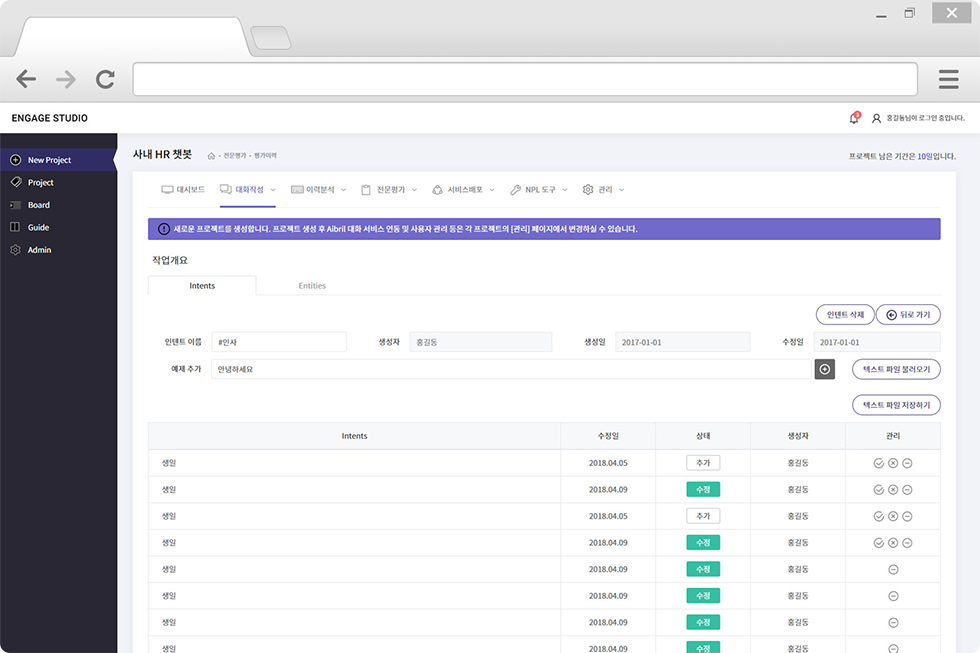 ENGAGE STUDIO
3
홍길동님이 로그인 중입니다.
New Project
Project
Board
Guide
Admin
사내 HR 챗봇
- 전문평가 - 평가이력
프로젝트 남은 기간은 10일입니다.
대시보드 대화작성 이력분석 전문평가 서비스배포 NPL 도구 관리
새로운 프로젝트를 생성합니다. 프로젝트 생성 후 Aibril 대화 서비스 연동 및 사용자 관리 등은 각 프로젝트의 [관리] 페이지에서 변경하실 수 있습니다.
작업개요
Intents Entities
인텐트 삭제 뒤로 가기
인텐트 이름 #인사 생성자 홍길동 생성일 2017-01-01 수정일 2017-01-01
예제 추가 안녕하세요 텍스트 파일 불러오기
텍스트 파일 저장하기
Intents 수정일 상태 생성자 관리
생일 2018.04.05 추가 홍길동
생일 2018.04.09 수정 홍길동
생일 2018.04.05 추가 홍길동
생일 2018.04.09 수정 홍길동
생일 2018.04.09 수정 홍길동
생일 2018.04.09 수정 홍길동
생일 2018.04.09 수정 홍길동
생일 2018.04.09 수정 홍길동